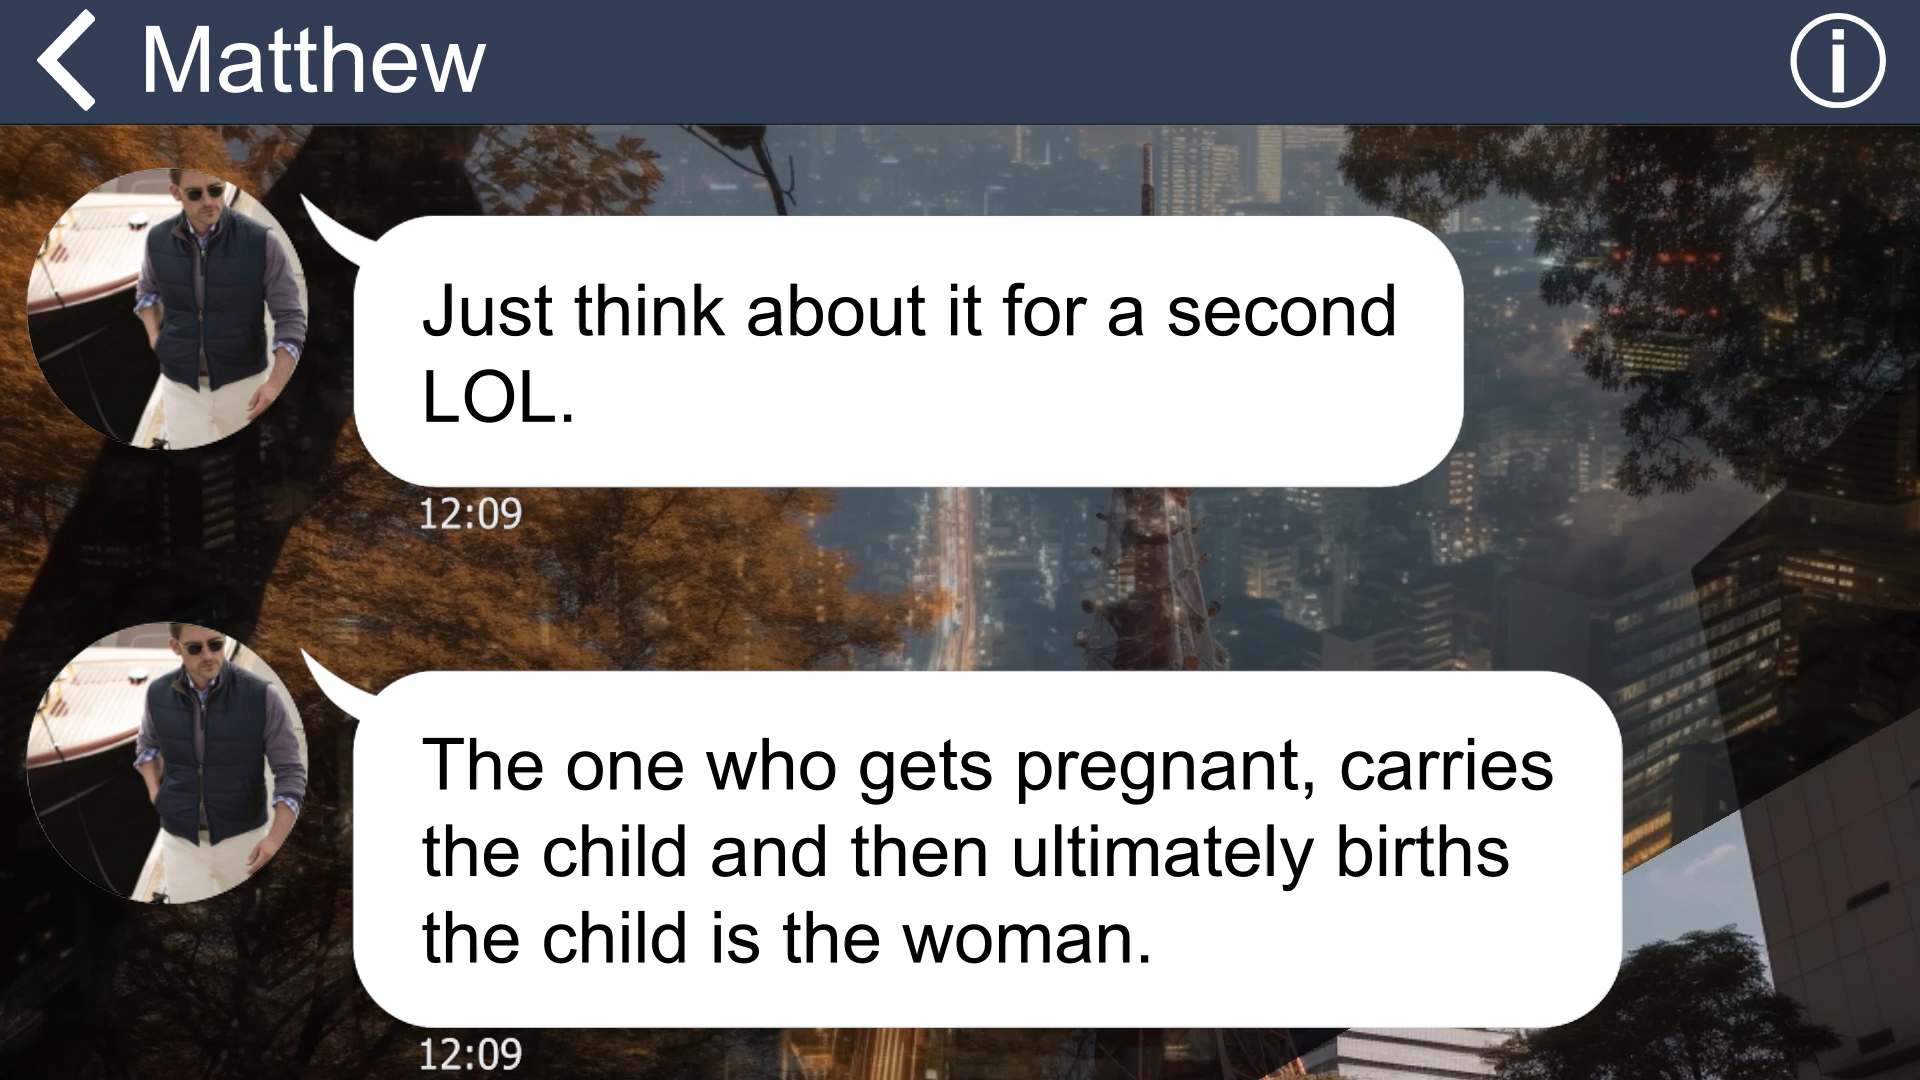 Matthew
Just think about it for a second
LOL.
12:09
The one who gets pregnant, carries
the child and then ultimately births
the child is the woman.
12:09